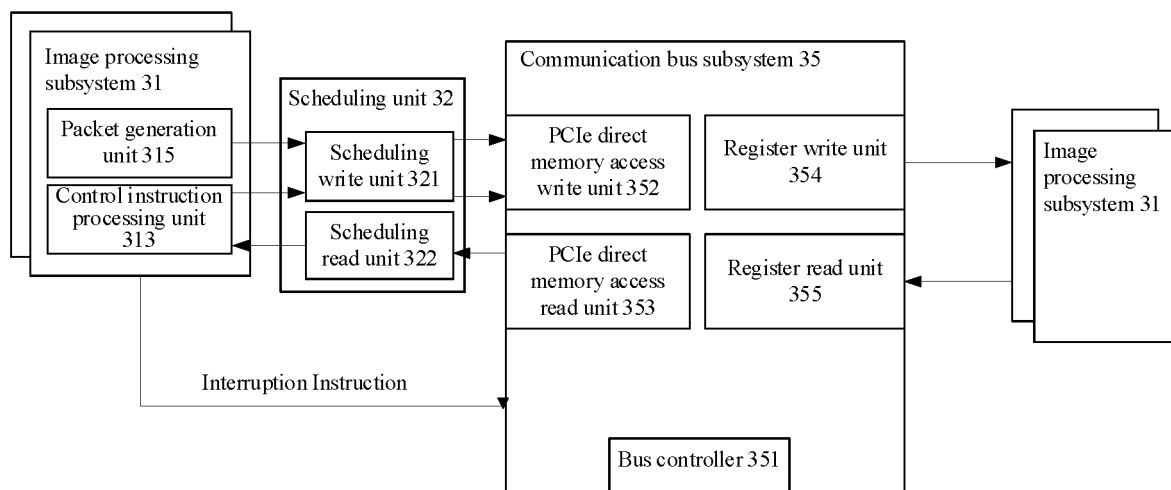 Image processing
subsystem 31
Packet generation
unit 315
Control instruction
processing unit
313
Scheduling unit 32
Scheduling
write unit 321
Scheduling
read unit 322
Interruption Instruction
Communication bus subsystem 35
PCIe direct
memory access
write unit 352
Register write unit
354
PCIe direct
memory access
read unit 353
Register read unit
355
Bus controller 351
Image
processing
subsystem 31